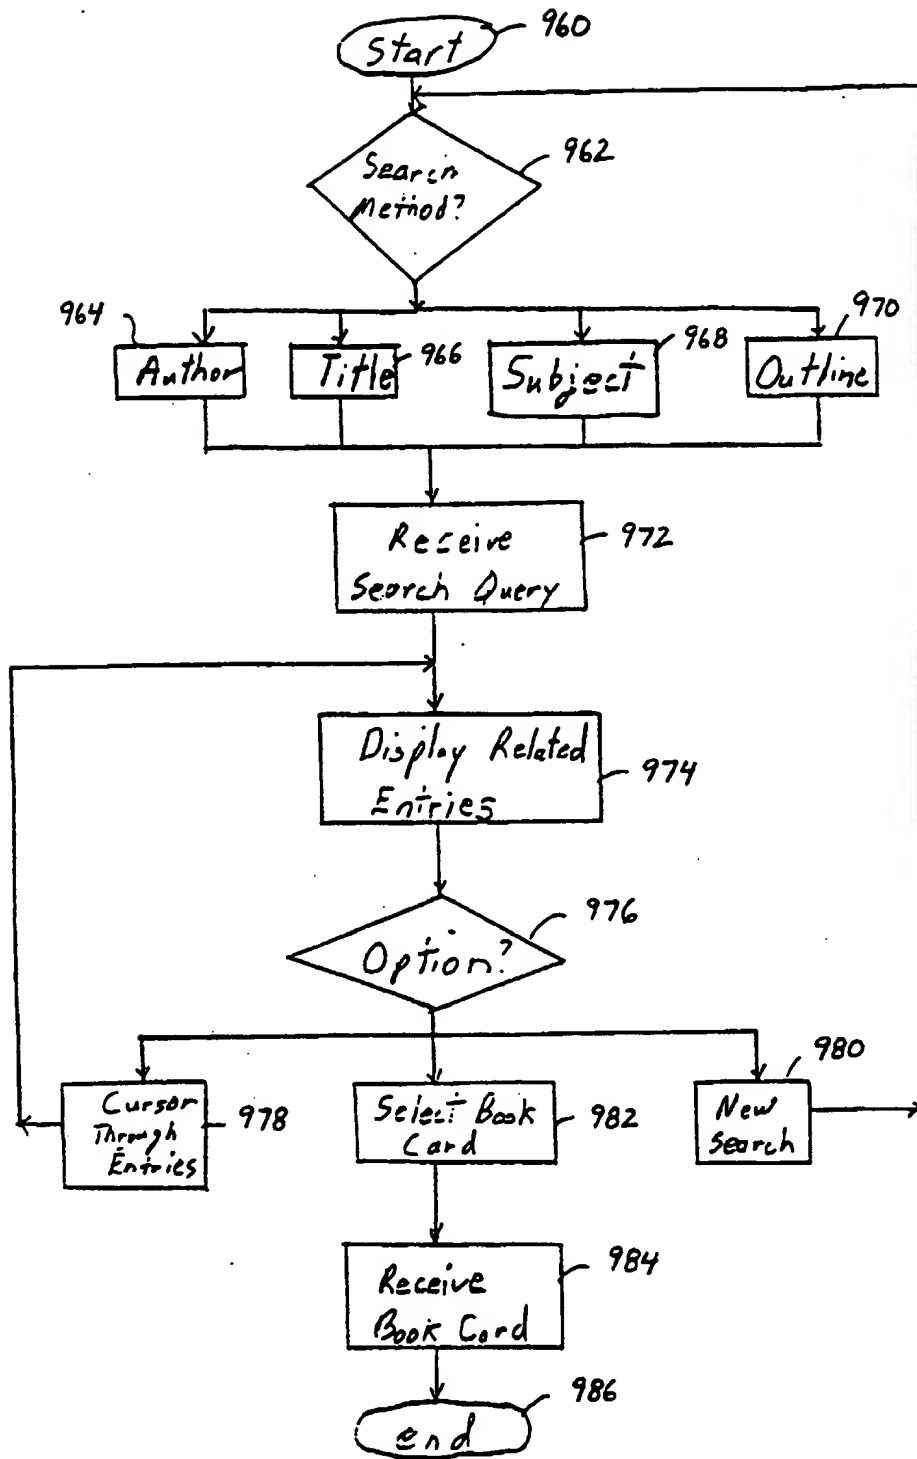 Start
960
Search
Method?
962
964
Author
Title
966
Subject
968
Outline
970
Receive
Search Query
972
Display Related
Entries
974
Option?
976
Cursor
Through
Entries
978
Select Book
Card
982
New
Search
980
Receive
Book Card
984
end
986